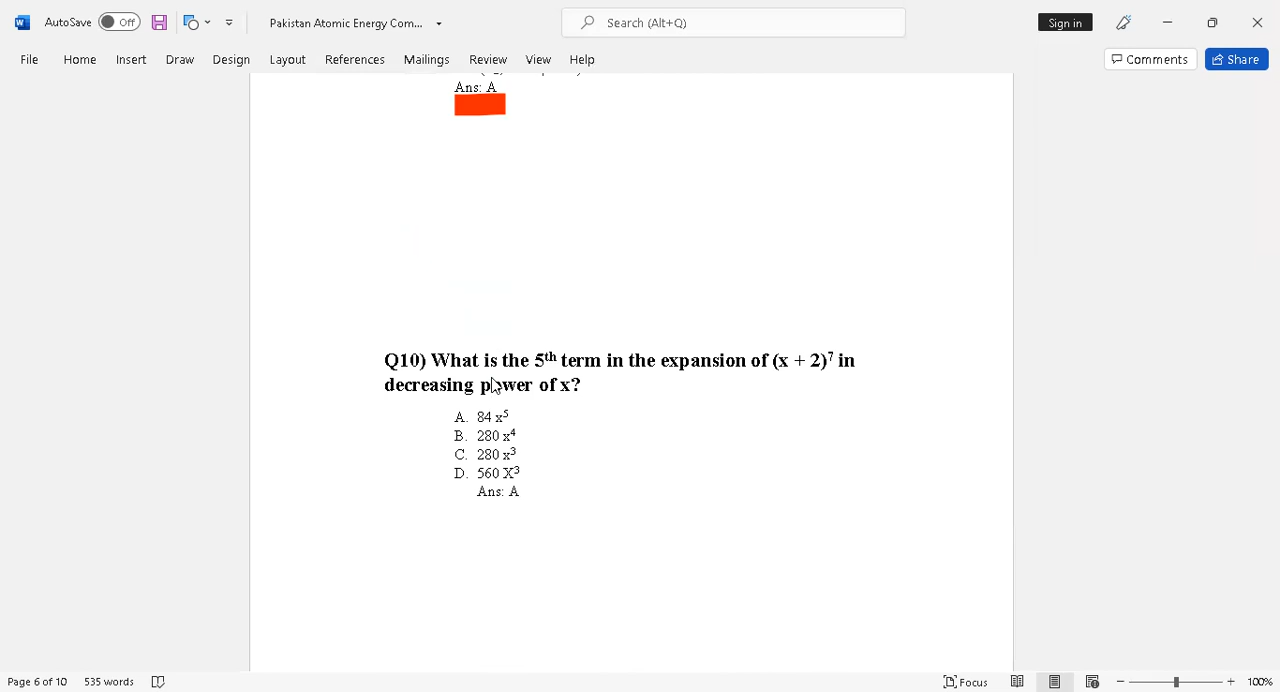 AutoSave Off Pakistan Atomic Energy Com... Search (Alt+Q) Sign in
File Home Insert Draw Design Layout References Mailings Review View Help Comments Share
Ans: A
Q10) What is the 5th term in the expansion of (x + 2)⁷ in
decreasing power of x?
A. 84 x⁵
B. 280 x⁴
C. 280 x³
D. 560 X³
Ans: A
Page 6 of 10 535 words Focus 100%